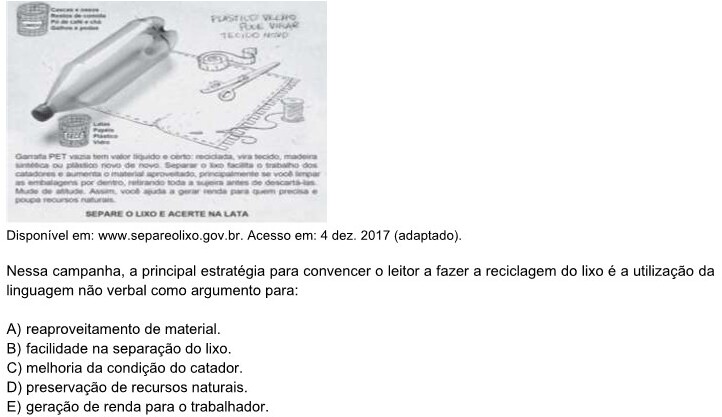 Cascas e ossos
Restos de comida
Pó de café e chá
Galhos e podas
PLÁSTICO VELHO
PODE VIRAR
TECIDO NOVO
Latas
Papéis
Plástico
Vidro
Garrafa PET vazia tem valor líquido e certo: reciclada, vira tecido, madeira
sintética ou plástico novo de novo. Separar o lixo facilita o trabalho dos
catadores e aumenta o material aproveitado, principalmente se você limpar
as embalagens por dentro, retirando toda a sujeira antes de descartá-las.
Mude de atitude. Assim, você ajuda a gerar renda para quem precisa e
poupa recursos naturais.
SEPARE O LIXO E ACERTE NA LATA
Disponível em: www.separeolixo.gov.br. Acesso em: 4 dez. 2017 (adaptado).
Nessa campanha, a principal estratégia para convencer o leitor a fazer a reciclagem do lixo é a utilização da
linguagem não verbal como argumento para:
A) reaproveitamento de material.
B) facilidade na separação do lixo.
C) melhoria da condição do catador.
D) preservação de recursos naturais.
E) geração de renda para o trabalhador.